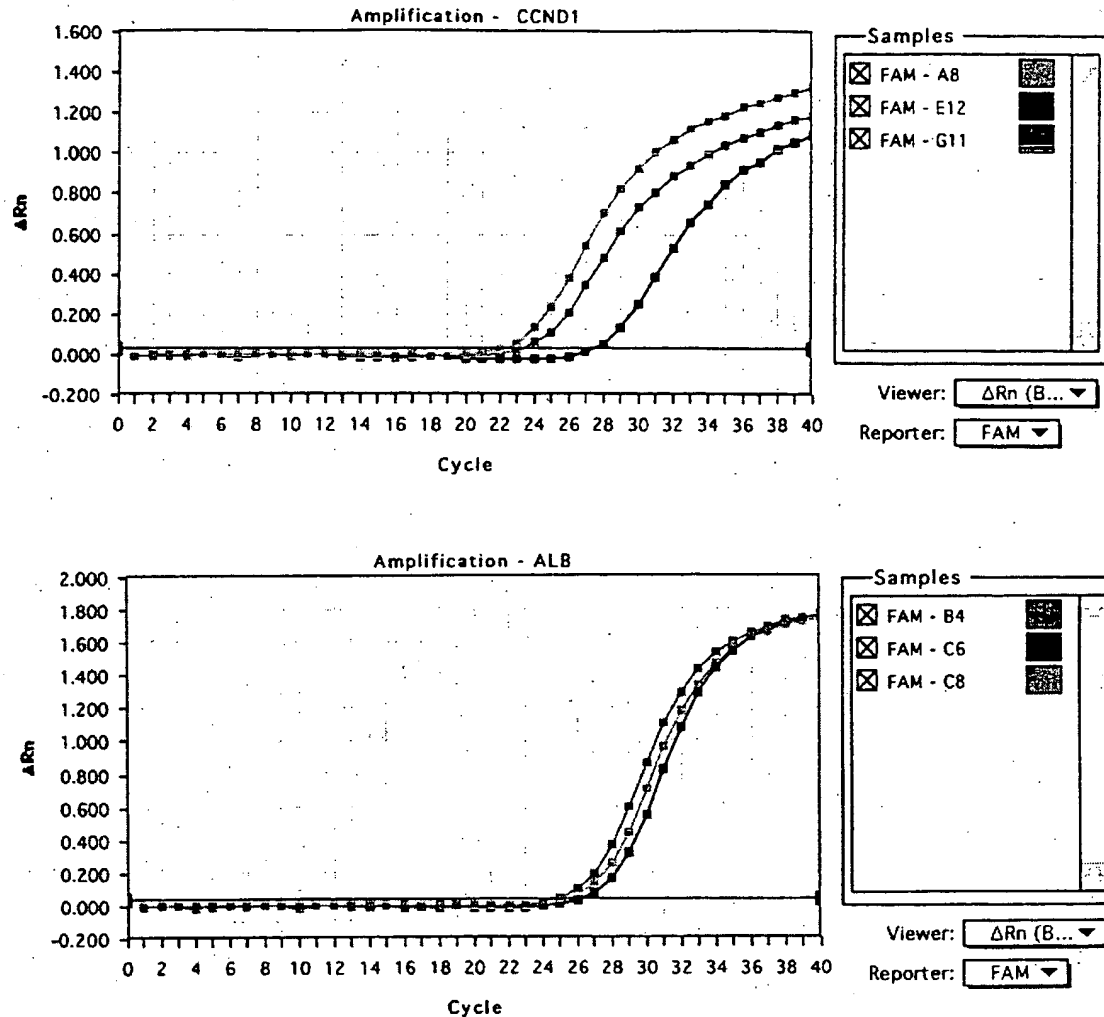 Amplification - CCND1
1.600
1.400
1.200
1.000
0.800
0.600
0.400
0.200
0.000
-0.200
ΔRn
0 2 4 6 8 10 12 14 16 18 20 22 24 26 28 30 32 34 36 38 40
Cycle
Samples
FAM - A8
FAM - E12
FAM - G11
Viewer: ΔRn (B...
Reporter: FAM
Amplification - ALB
2.000
1.800
1.600
1.400
1.200
1.000
0.800
0.600
0.400
0.200
0.000
-0.200
ΔRn
0 2 4 6 8 10 12 14 16 18 20 22 24 26 28 30 32 34 36 38 40
Cycle
Samples
FAM - B4
FAM - C6
FAM - C8
Viewer: ΔRn (B...
Reporter: FAM